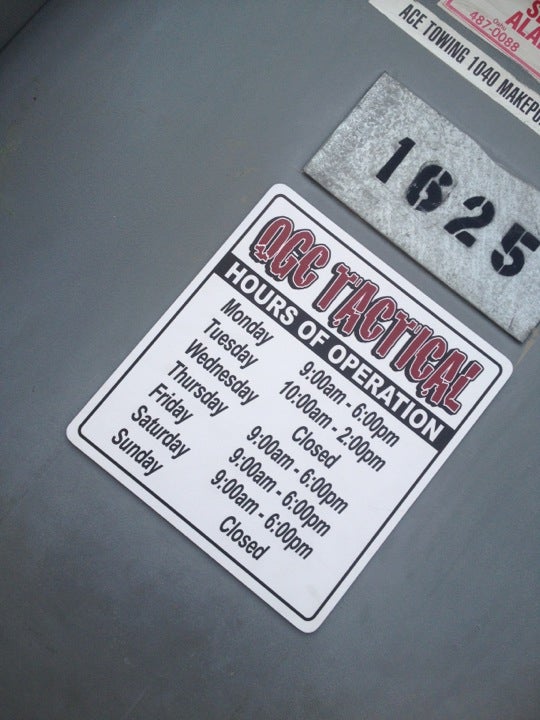 487-0088
ACE TOWING 1040
1625
OGC TACTICAL
HOURS OF OPERATION
Monday 9:00am - 6:00pm
Tuesday 10:00am - 2:00pm
Wednesday Closed
Thursday 9:00am - 6:00pm
Friday 9:00am - 6:00pm
Saturday 9:00am - 6:00pm
Sunday Closed